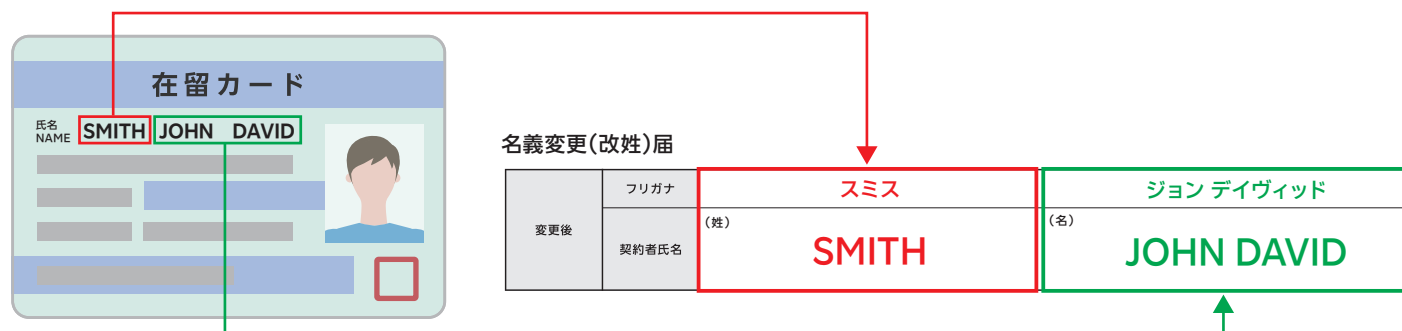 在留カード
氏名
NAME
SMITH JOHN DAVID
名義変更(改姓)届
変更後
フリガナ
スミス
ジョン デイヴィッド
契約者氏名
(姓)
SMITH
(名)
JOHN DAVID